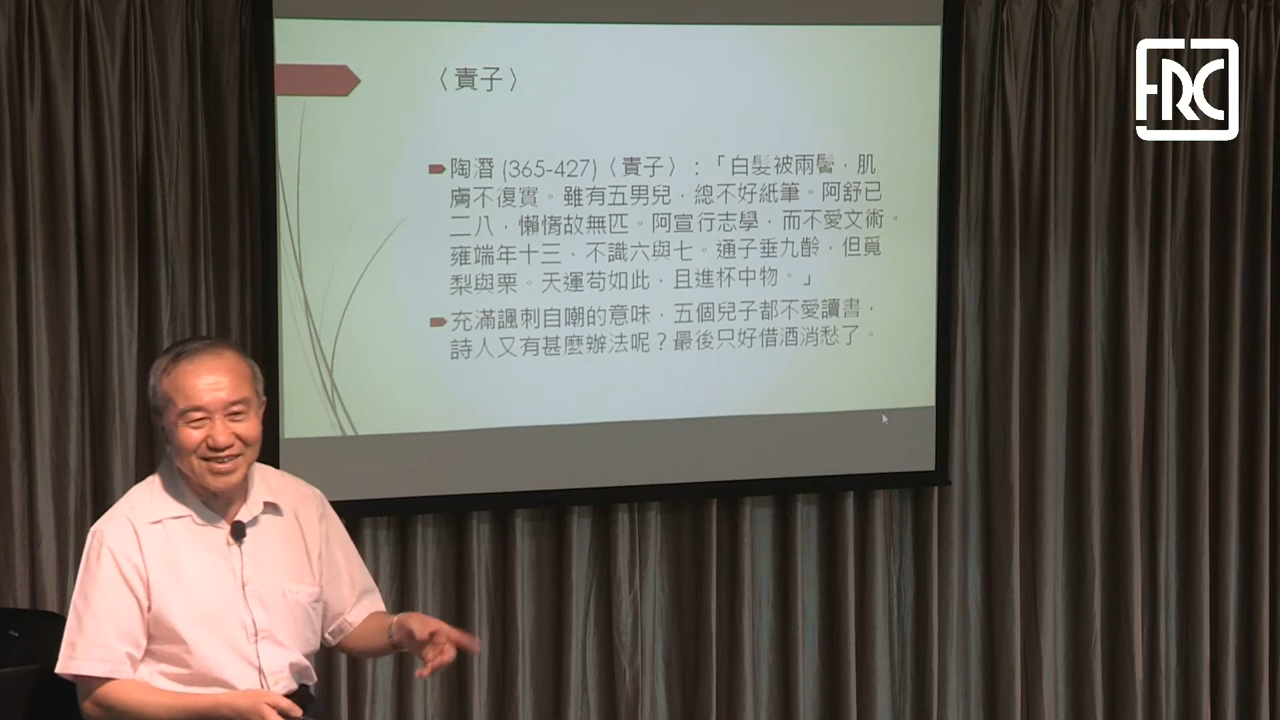 FRC
〈責子〉
陶潛 (365-427)〈責子〉:「白髮被兩鬢,肌
膚不復實。雖有五男兒,總不好紙筆。阿舒已
二八,懶惰故無匹。阿宣行志學,而不愛文術。
雍端年十三,不識六與七。通子垂九齡,但覓
梨與栗。天運苟如此,且進杯中物。」
充滿諷刺自嘲的意味,五個兒子都不愛讀書,
詩人又有甚麼辦法呢?最後只好借酒消愁了。